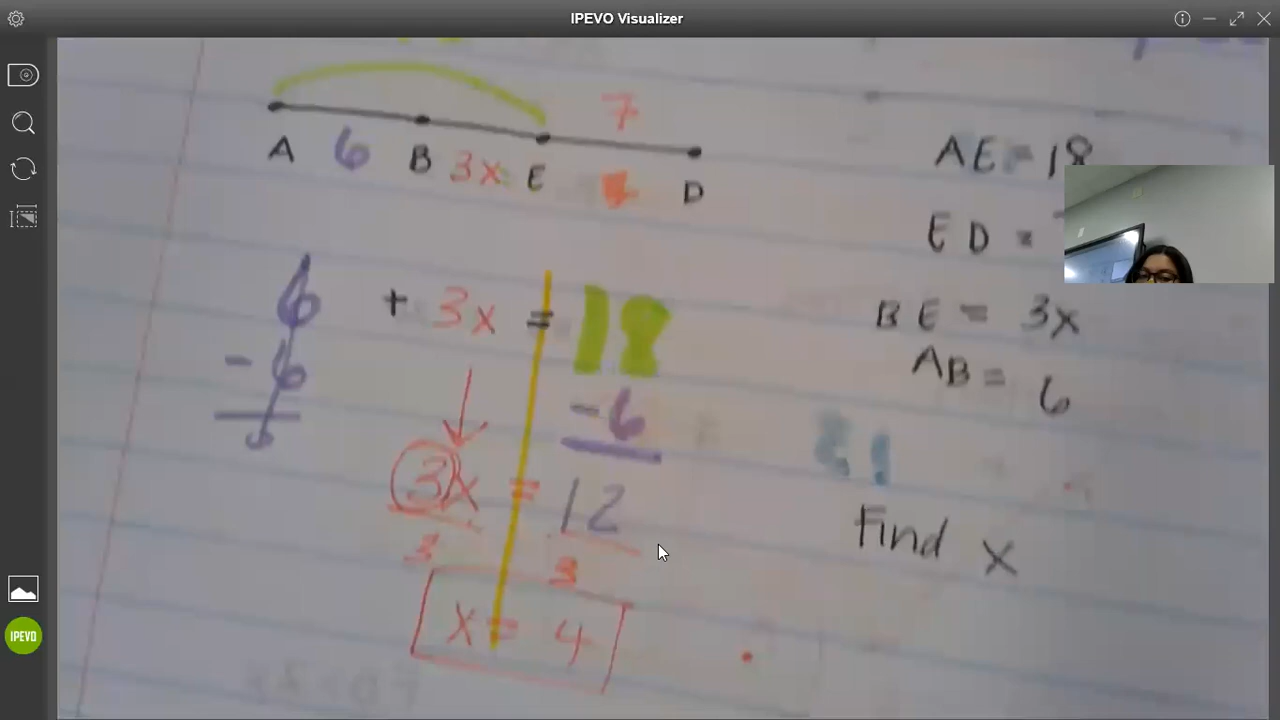 IPEVO Visualizer
7
A 6 B 3x E D
AE = 18
ED =
BE = 3x
AB = 6
6 + 3x = 18
- 6 - 6
3x = 12
3 3
x = 4
Find x
IPEVO